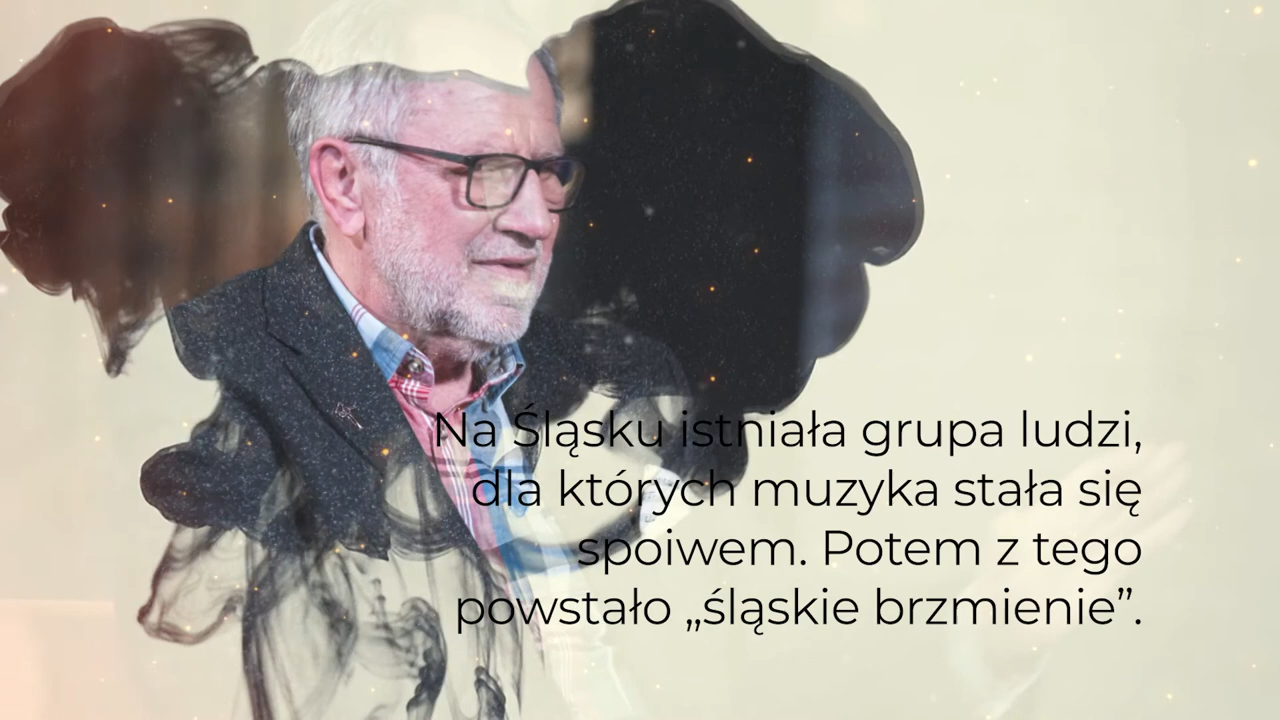 Na Śląsku istniała grupa ludzi,
dla których muzyka stała się
spoiwem. Potem z tego
powstało „śląskie brzmienie”.